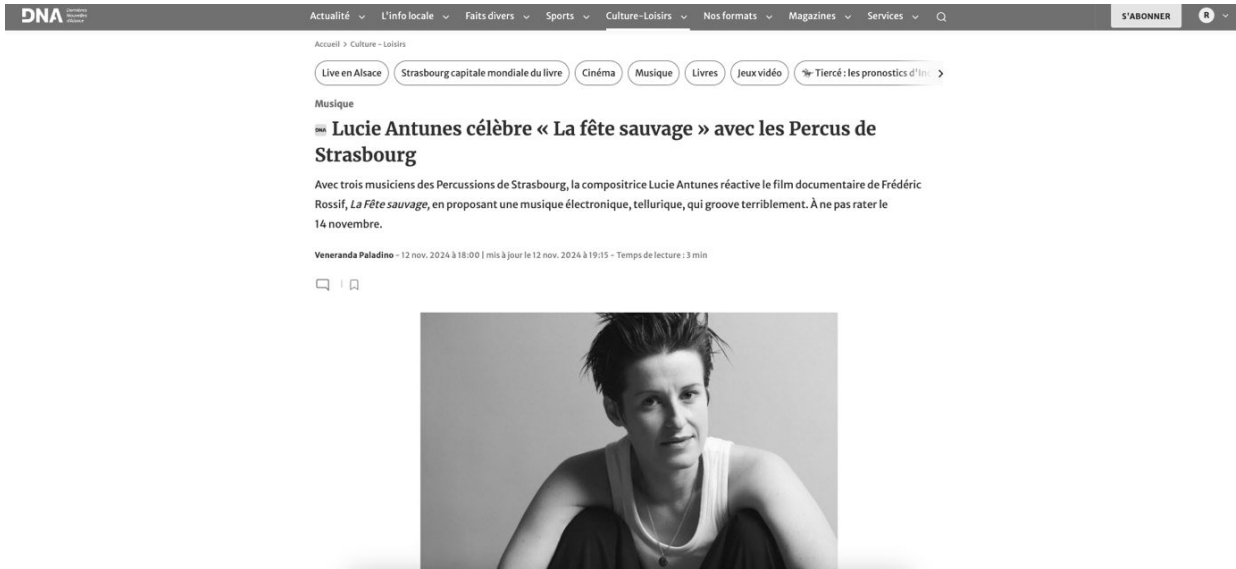 DNA Dernières Nouvelles d'Alsace
Actualité L'info locale Faits divers Sports Culture-Loisirs Nos formats Magazines Services S'ABONNER R
Accueil > Culture - Loisirs
Live en Alsace Strasbourg capitale mondiale du livre Cinéma Musique Livres Jeux vidéo Tiercé : les pronostics d'In
Musique
DNA Lucie Antunes célèbre « La fête sauvage » avec les Percus de
Strasbourg
Avec trois musiciens des Percussions de Strasbourg, la compositrice Lucie Antunes réactive le film documentaire de Frédéric
Rossif, La Fête sauvage, en proposant une musique électronique, tellurique, qui groove terriblement. À ne pas rater le
14 novembre.
Veneranda Paladino - 12 nov. 2024 à 18:00 | mis à jour le 12 nov. 2024 à 19:15 - Temps de lecture : 3 min